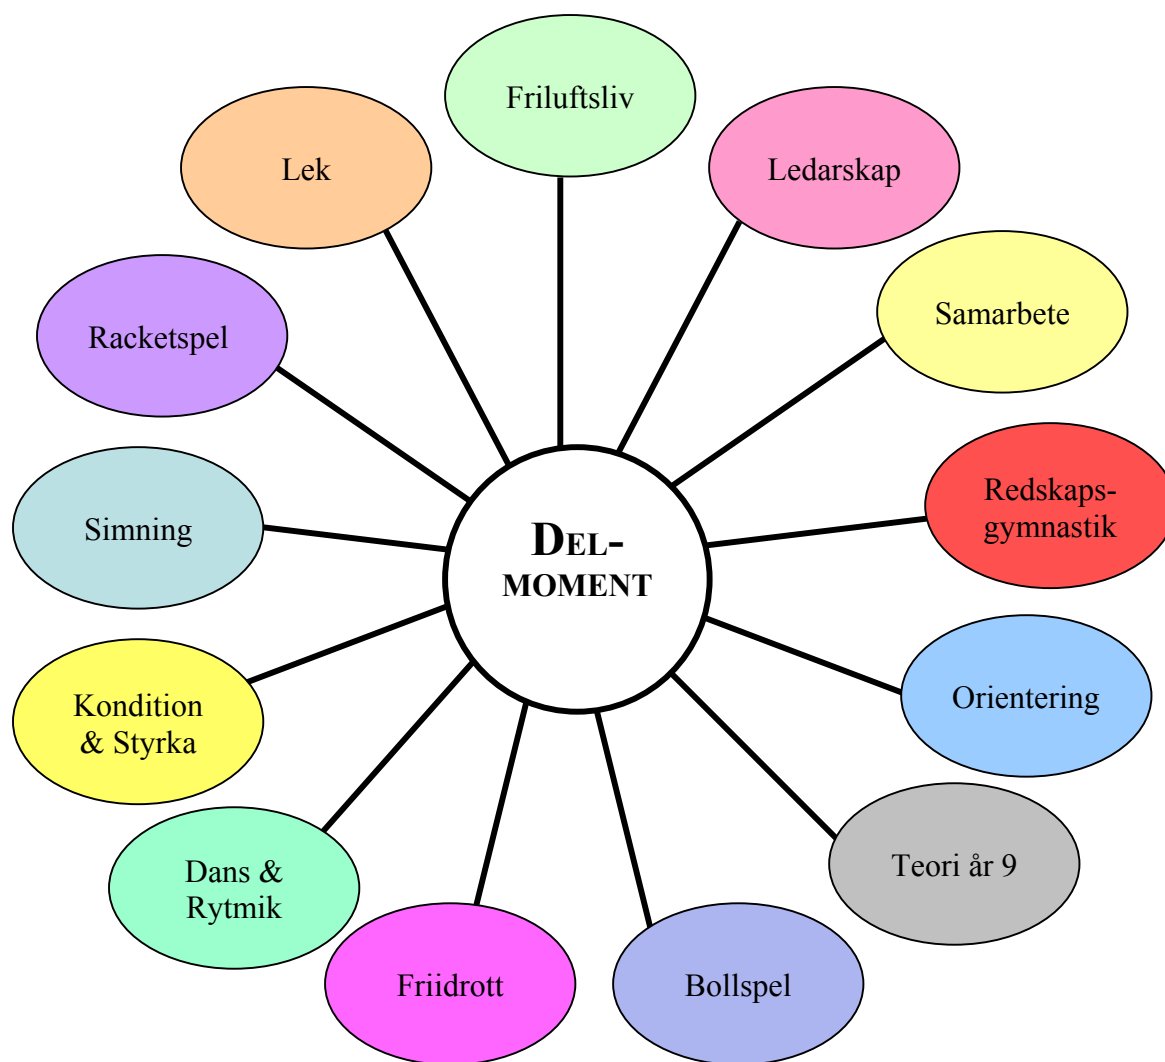 Friluftsliv
Lek
Ledarskap
Samarbete
Racketspel
Redskaps-
gymnastik
Simning
DEL-
MOMENT
Orientering
Kondition
& Styrka
Teori år 9
Dans &
Rytmik
Friidrott
Bollspel